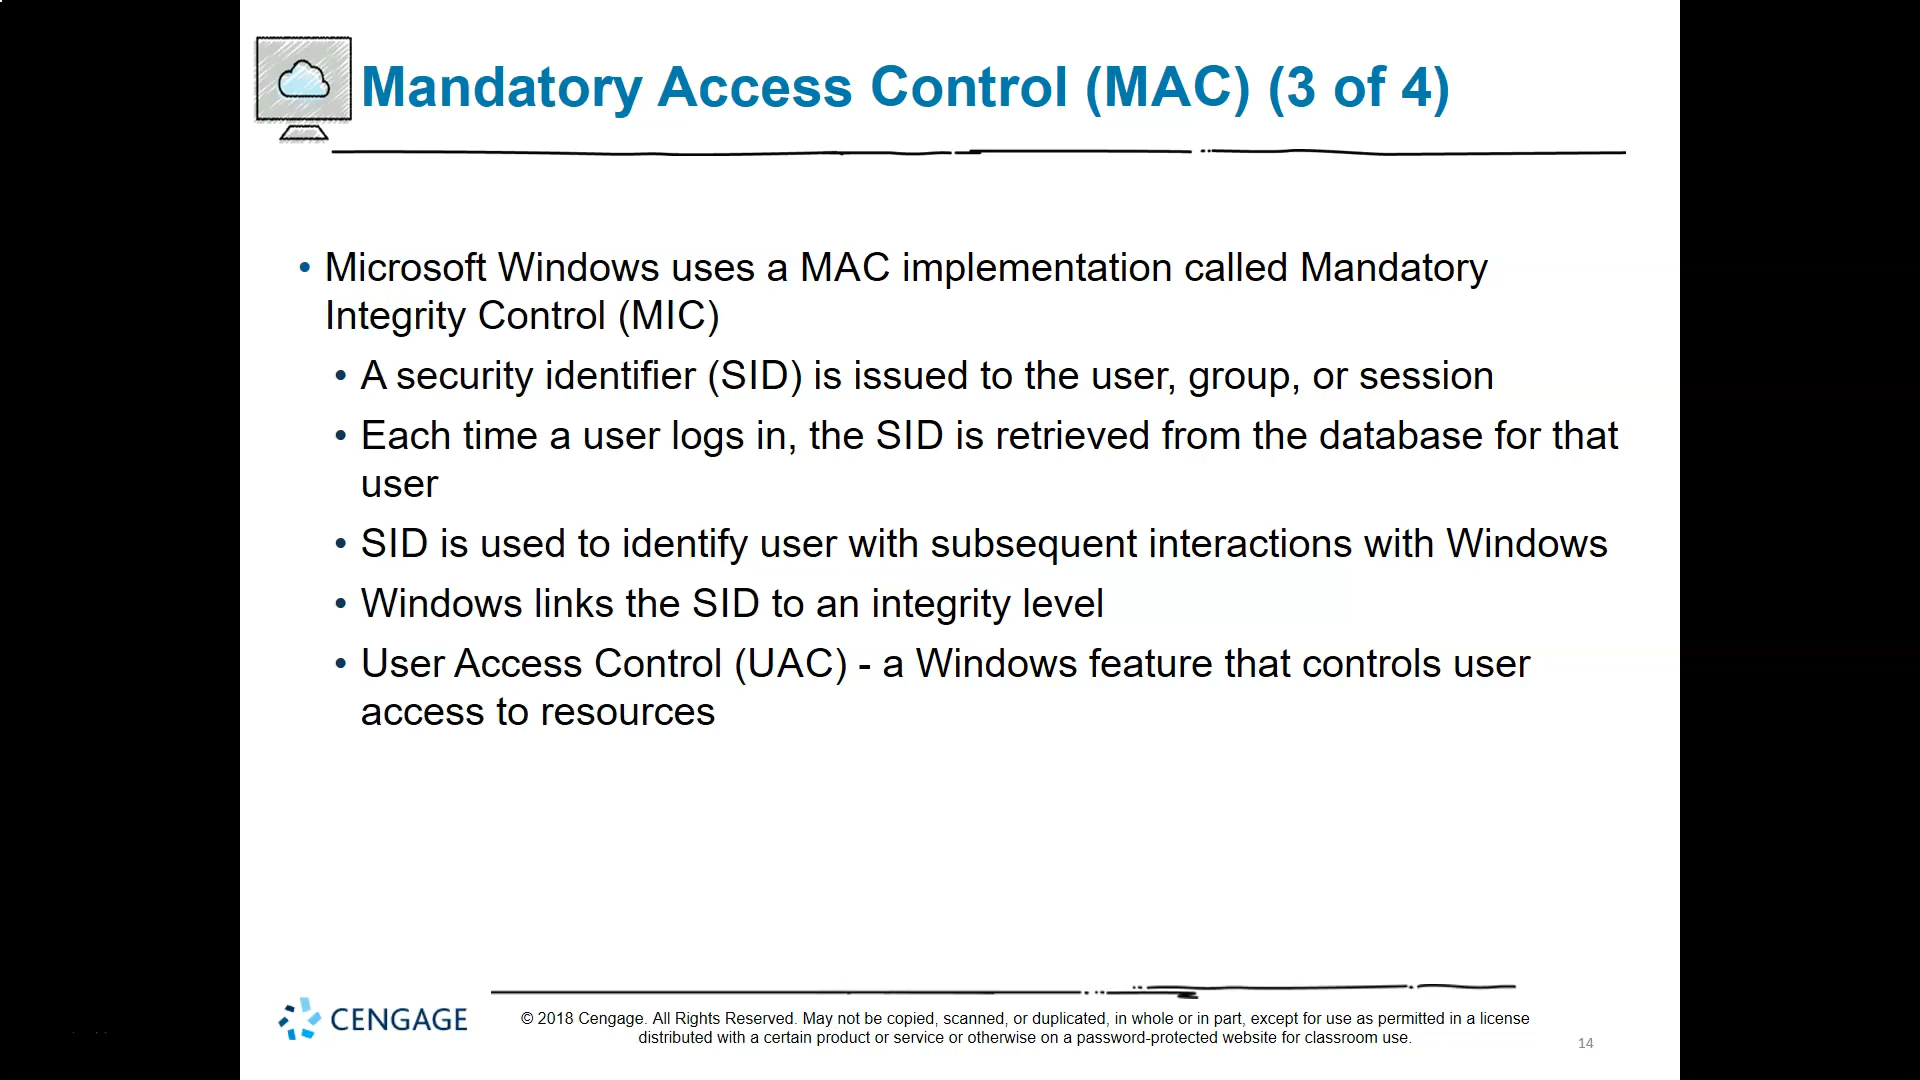 Mandatory Access Control (MAC) (3 of 4)
• Microsoft Windows uses a MAC implementation called Mandatory
Integrity Control (MIC)
• A security identifier (SID) is issued to the user, group, or session
• Each time a user logs in, the SID is retrieved from the database for that
user
• SID is used to identify user with subsequent interactions with Windows
• Windows links the SID to an integrity level
• User Access Control (UAC) - a Windows feature that controls user
access to resources
CENGAGE
© 2018 Cengage. All Rights Reserved. May not be copied, scanned, or duplicated, in whole or in part, except for use as permitted in a license
distributed with a certain product or service or otherwise on a password-protected website for classroom use.
14